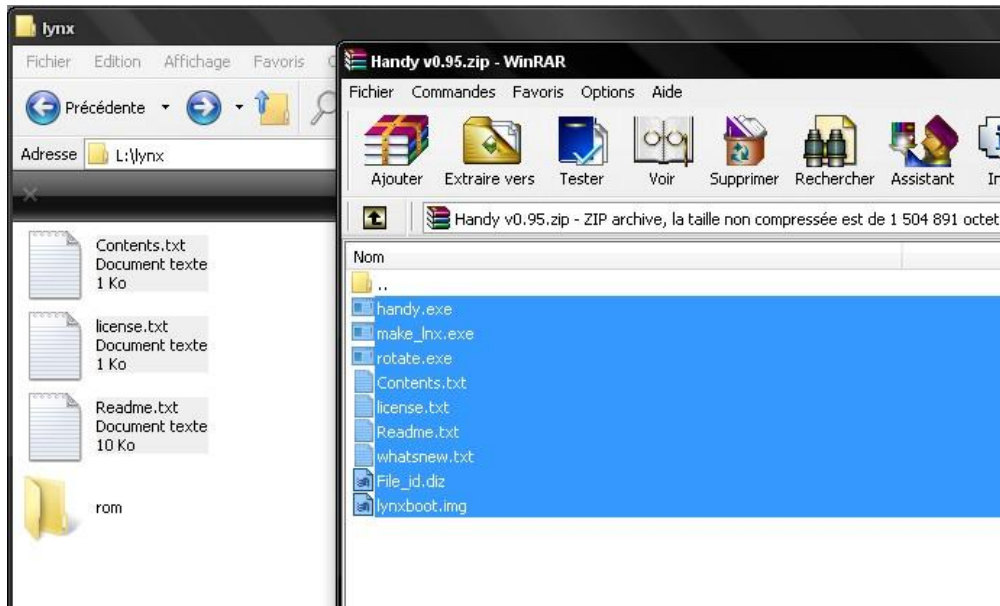 lynx
Fichier Edition Affichage Favoris
Précédente
Adresse L:\lynx
Contents.txt
Document texte
1 Ko
license.txt
Document texte
1 Ko
Readme.txt
Document texte
10 Ko
rom
Handy v0.95.zip - WinRAR
Fichier Commandes Favoris Options Aide
Ajouter Extraire vers Tester Voir Supprimer Rechercher Assistant In
Handy v0.95.zip - ZIP archive, la taille non compressée est de 1 504 891 octet
Nom
..
handy.exe
make_lnx.exe
rotate.exe
Contents.txt
license.txt
Readme.txt
whatsnew.txt
File_id.diz
lynxboot.img